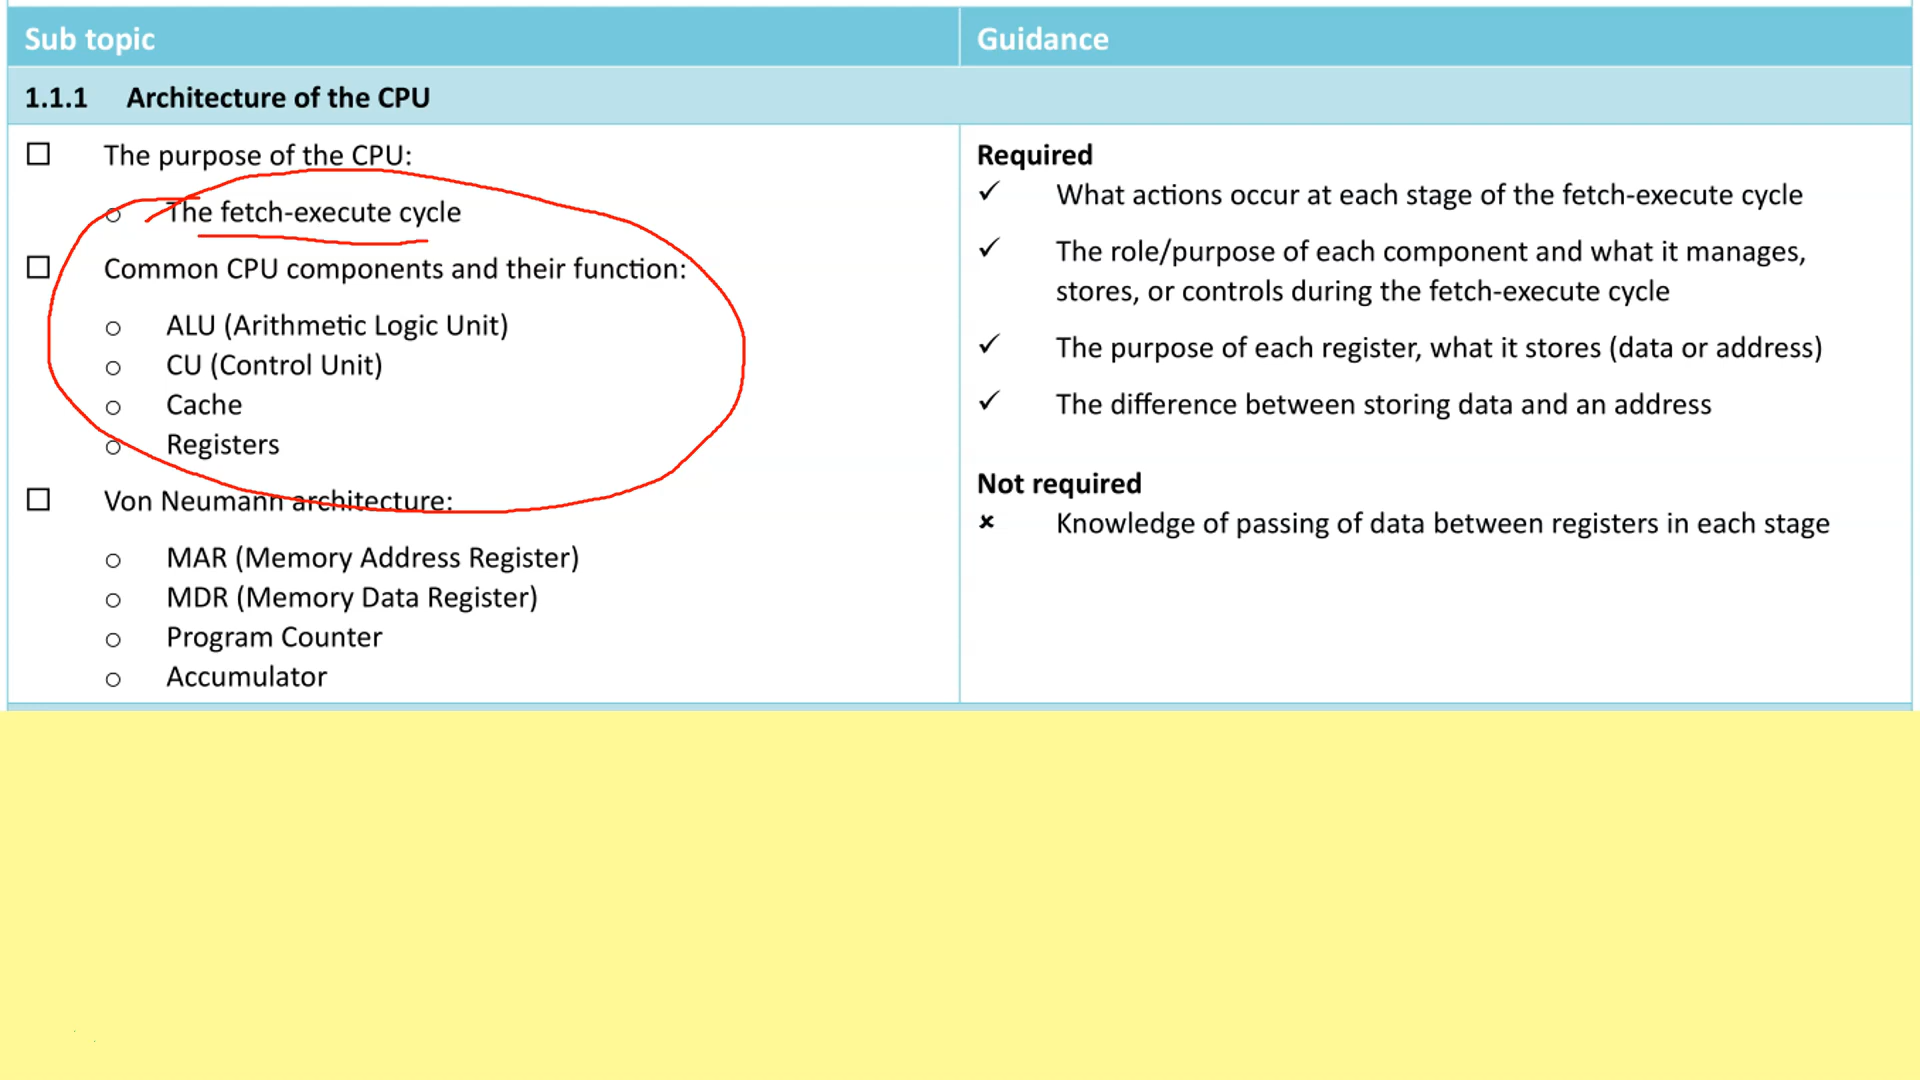 Sub topic
Guidance
1.1.1 Architecture of the CPU
The purpose of the CPU:
The fetch-execute cycle
Common CPU components and their function:
ALU (Arithmetic Logic Unit)
CU (Control Unit)
Cache
Registers
Von Neumann architecture:
MAR (Memory Address Register)
MDR (Memory Data Register)
Program Counter
Accumulator
Required
What actions occur at each stage of the fetch-execute cycle
The role/purpose of each component and what it manages,
stores, or controls during the fetch-execute cycle
The purpose of each register, what it stores (data or address)
The difference between storing data and an address
Not required
Knowledge of passing of data between registers in each stage